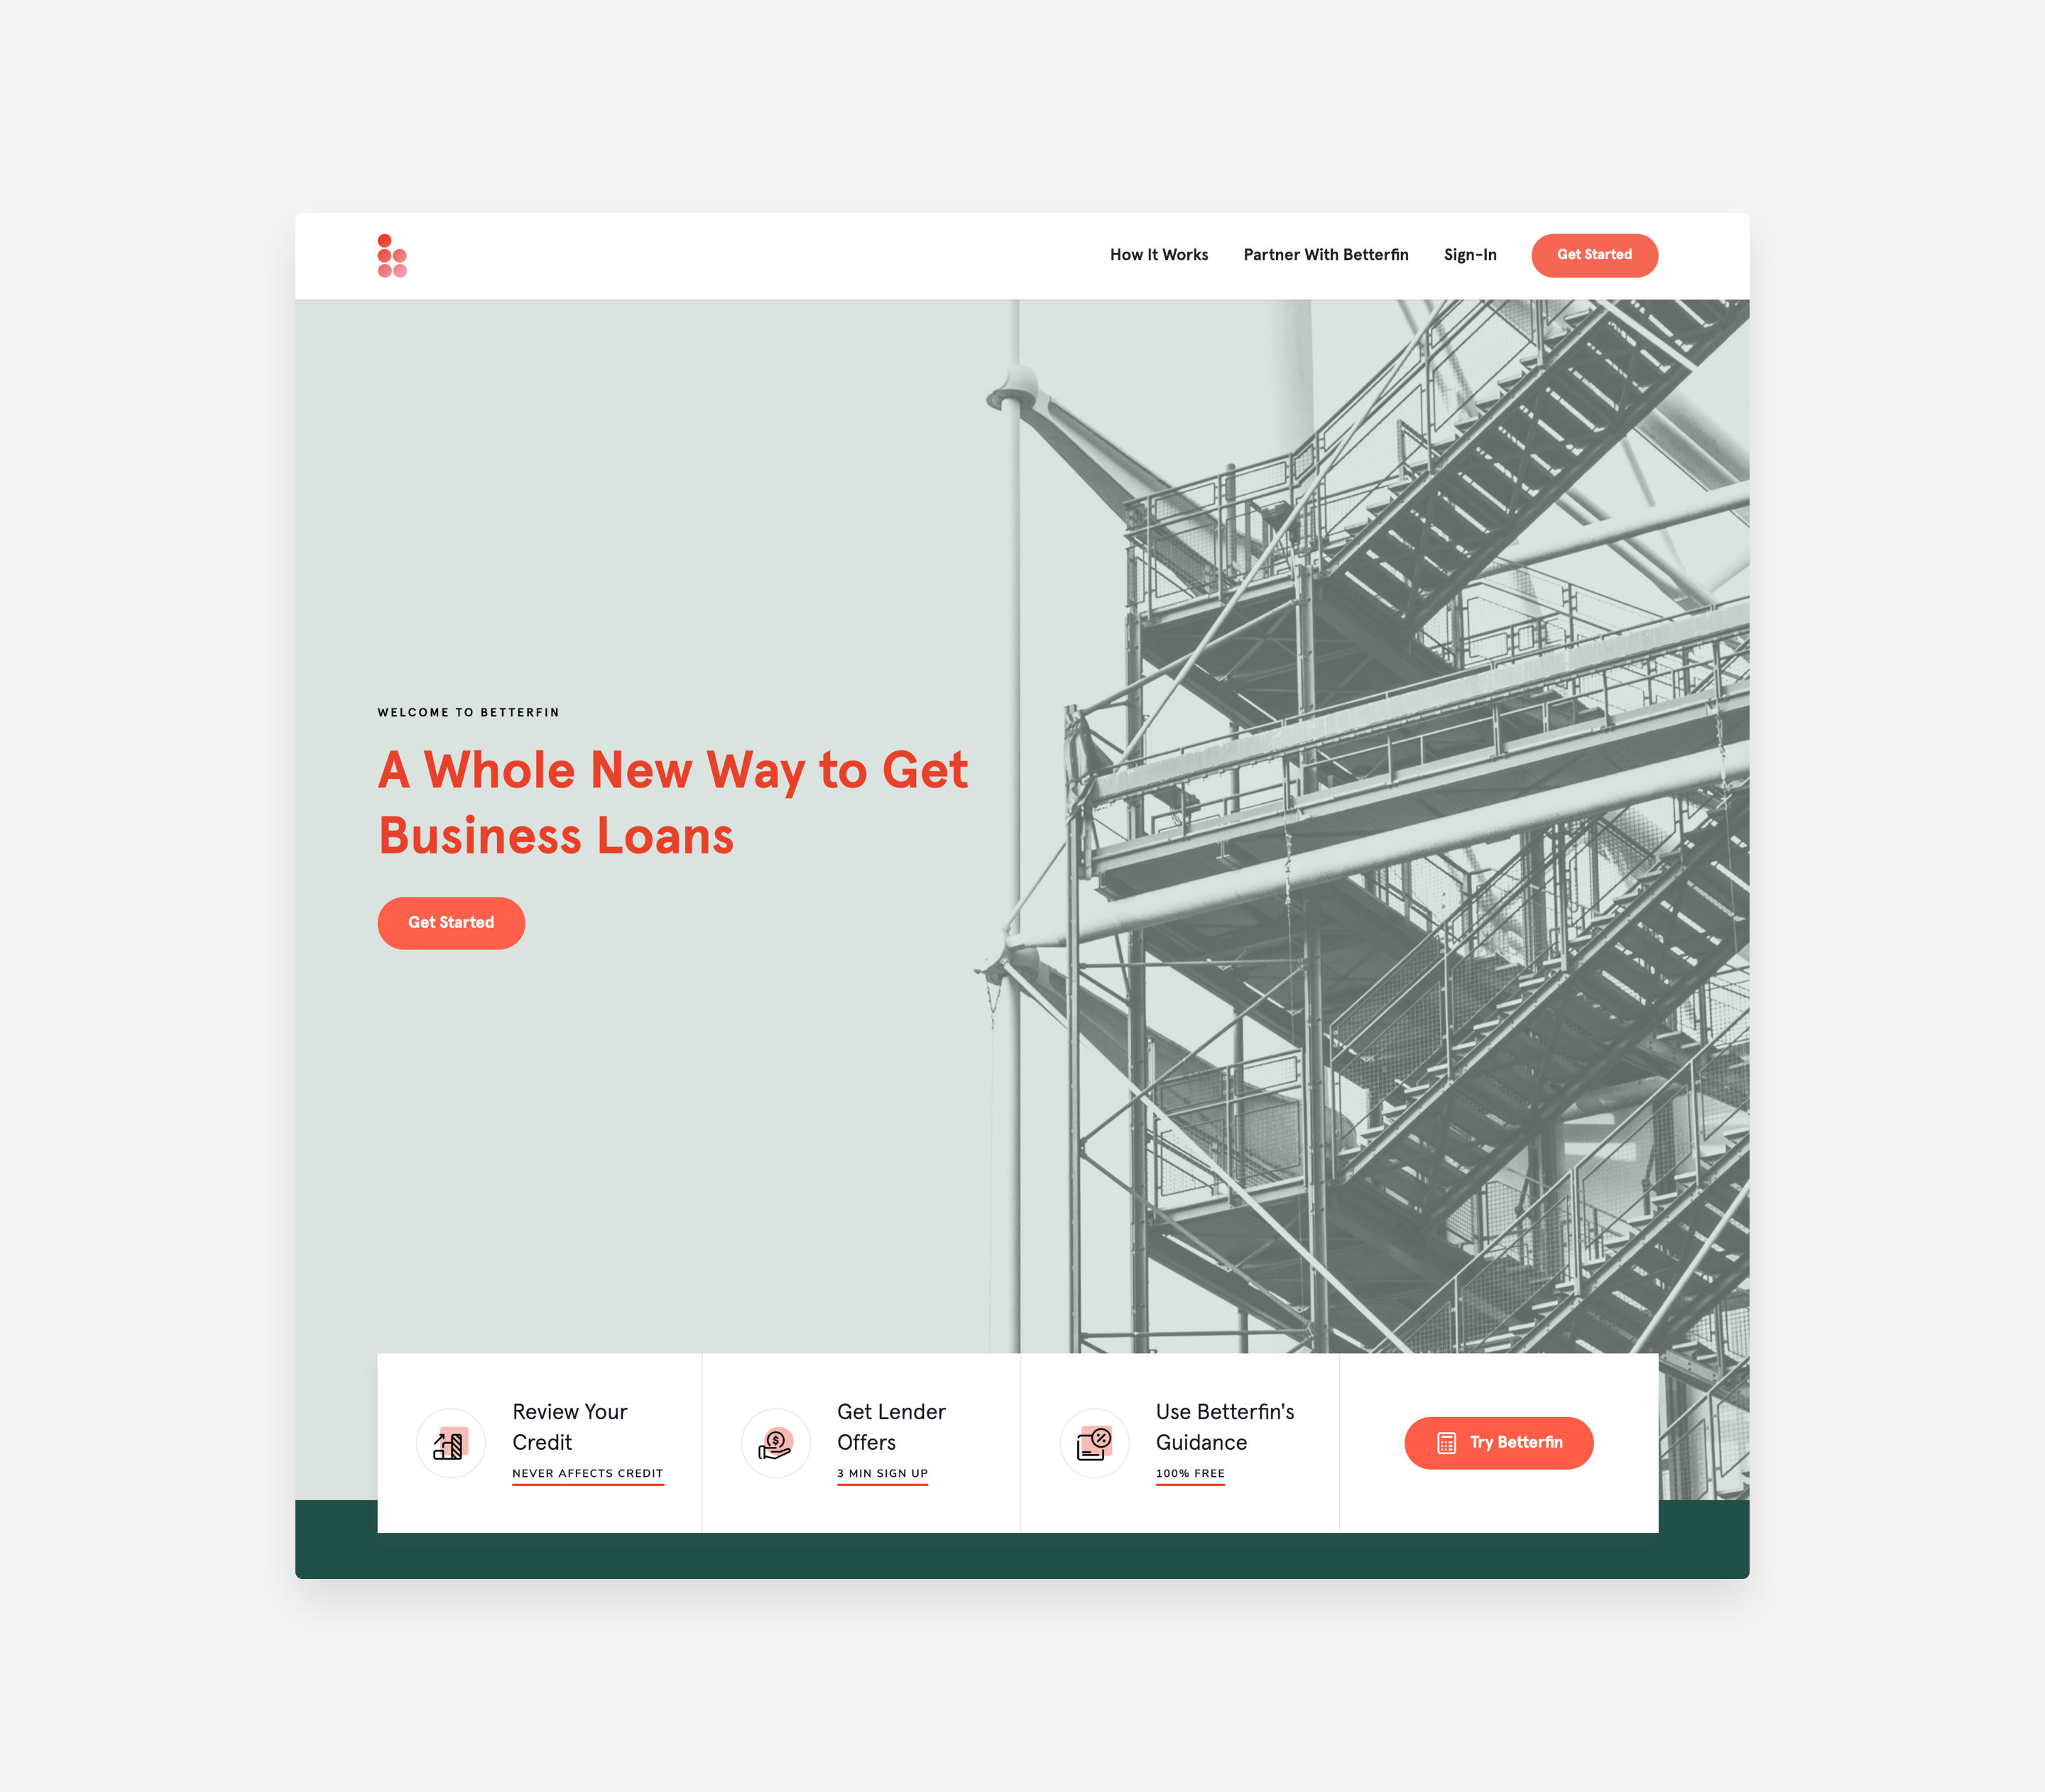 How It Works
Partner With Betterfin
Sign-In
Get Started
WELCOME TO BETTERFIN
A Whole New Way to Get
Business Loans
Get Started
Review Your
Credit
NEVER AFFECTS CREDIT
Get Lender
Offers
3 MIN SIGN UP
Use Betterfin's
Guidance
100% FREE
Try Betterfin